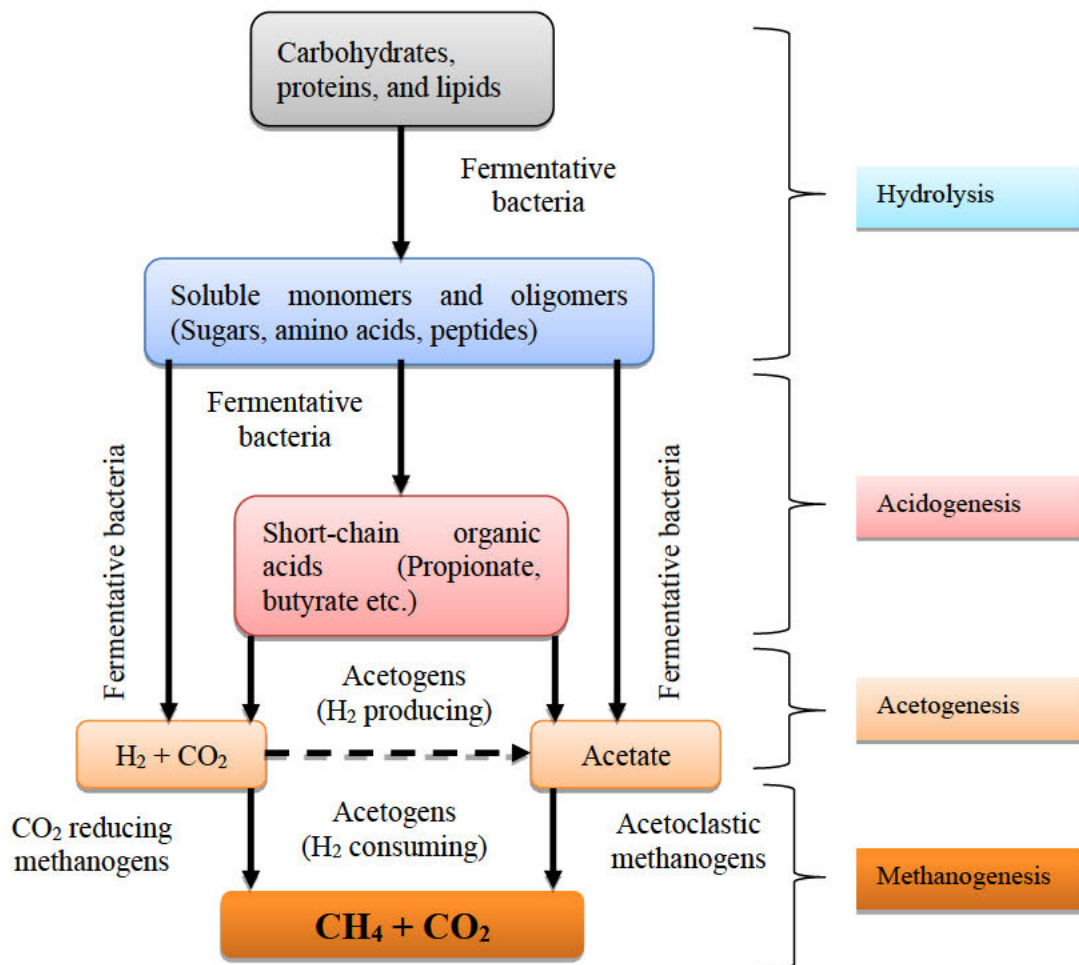 Carbohydrates,
proteins, and lipids
Fermentative
bacteria
Hydrolysis
Soluble monomers and oligomers
(Sugars, amino acids, peptides)
Fermentative
bacteria
Fermentative bacteria
Fermentative bacteria
Acidogenesis
Short-chain organic
acids (Propionate,
butyrate etc.)
Acetogens
(H₂ producing)
Acetogenesis
H₂ + CO₂
Acetate
CO₂ reducing
methanogens
Acetogens
(H₂ consuming)
Acetoclastic
methanogens
Methanogenesis
CH₄ + CO₂